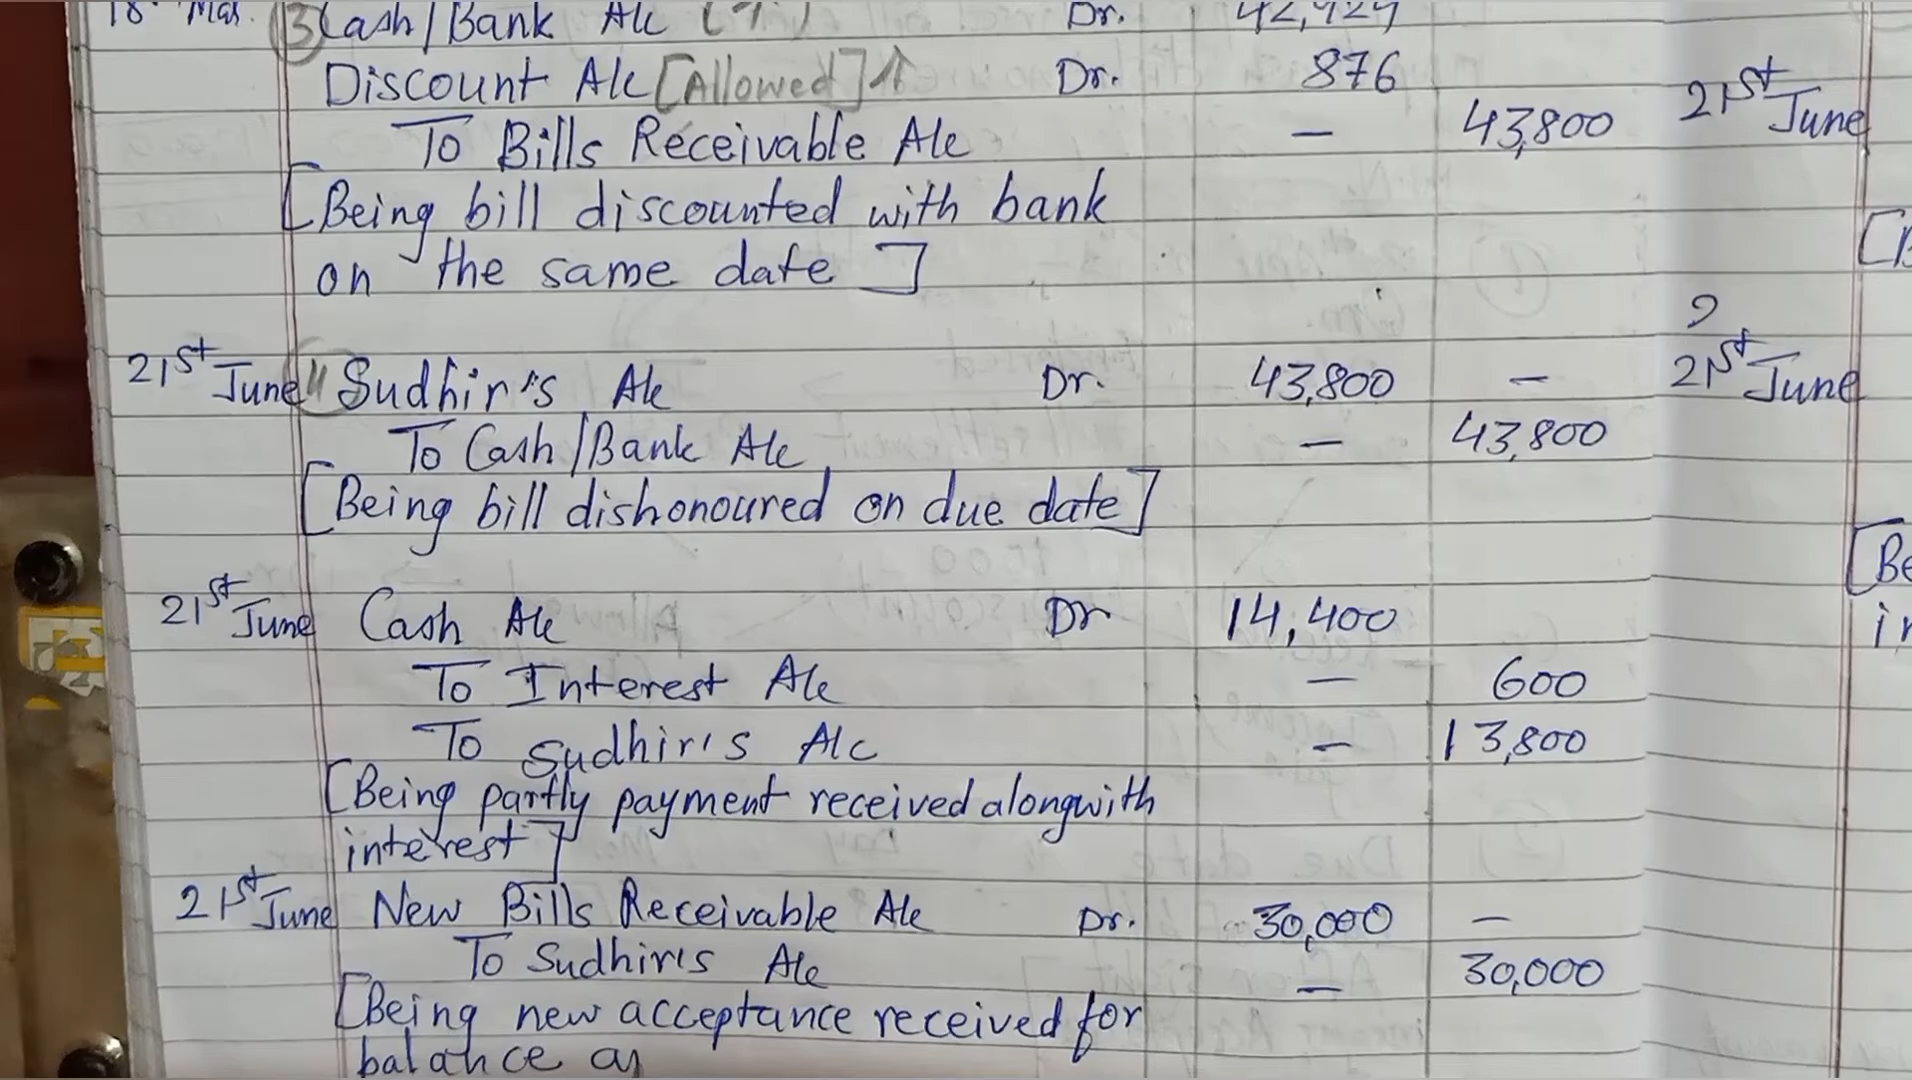 18 Mar. (3) Cash/Bank A/c Dr. 42,924
Discount A/c [Allowed] ↑ Dr. 876
To Bills Receivable A/c — 43,800
[Being bill discounted with bank
on the same date]
21st June 4 Sudhir's A/c Dr. 43,800 —
To Cash/Bank A/c — 43,800
[Being bill dishonoured on due date]
21st June Cash A/c Dr 14,400
To Interest A/c — 600
To Sudhir's A/c — 13,800
[Being partly payment received alongwith
interest]
21st June New Bills Receivable A/c Dr. 30,000 —
To Sudhir's A/c — 30,000
[Being new acceptance received for
balance
21st June
21st June
[Be
in